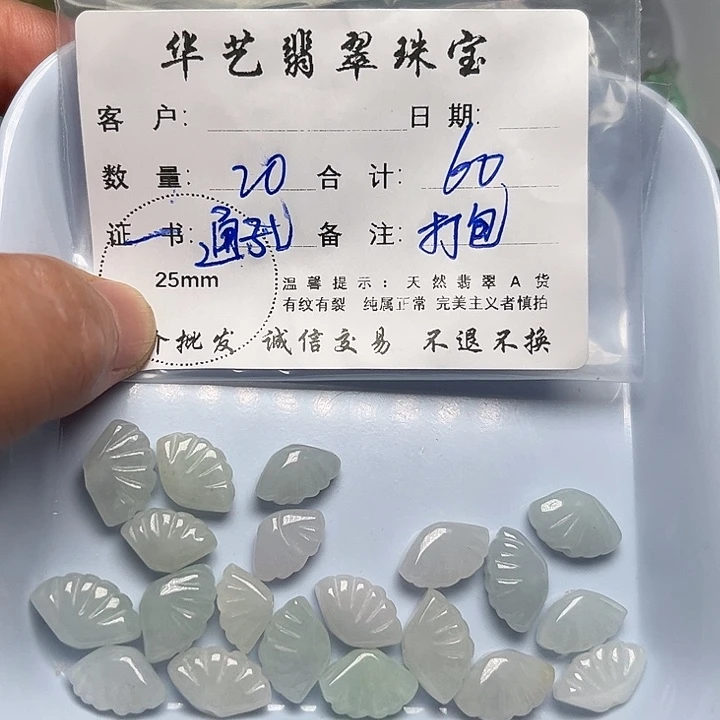 华艺翡翠珠宝
客 户: 日 期:
数 量: 20 合 计: 60
证 书: 通孔 备 注: 打包
25mm
温馨提示: 天然翡翠A货
有纹有裂 纯属正常 完美主义者慎拍
批发 诚信交易 不退不换